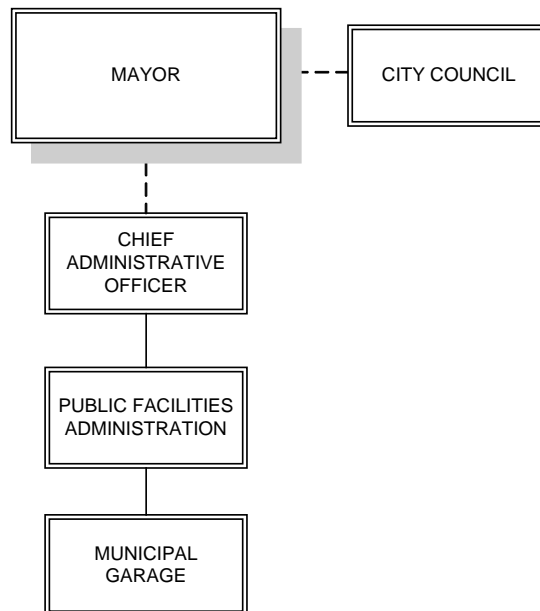 MAYOR
CITY COUNCIL
CHIEF
ADMINISTRATIVE
OFFICER
PUBLIC FACILITIES
ADMINISTRATION
MUNICIPAL
GARAGE